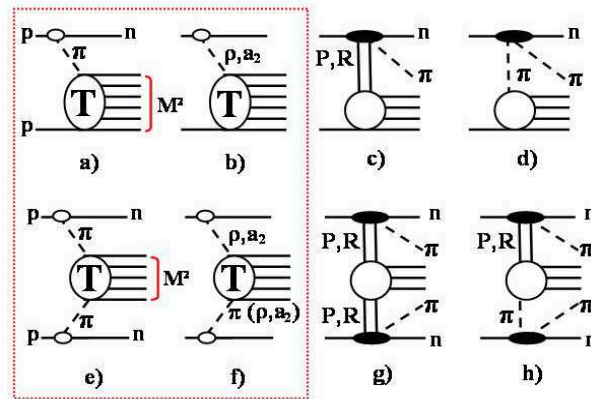 p n π T M² p a)
ρ,a₂ T b)
P,R n π c)
π π d)
p n π T M² π p n e)
ρ,a₂ T π (ρ,a₂) f)
P,R n π P,R π n g)
P,R n π π π n h)